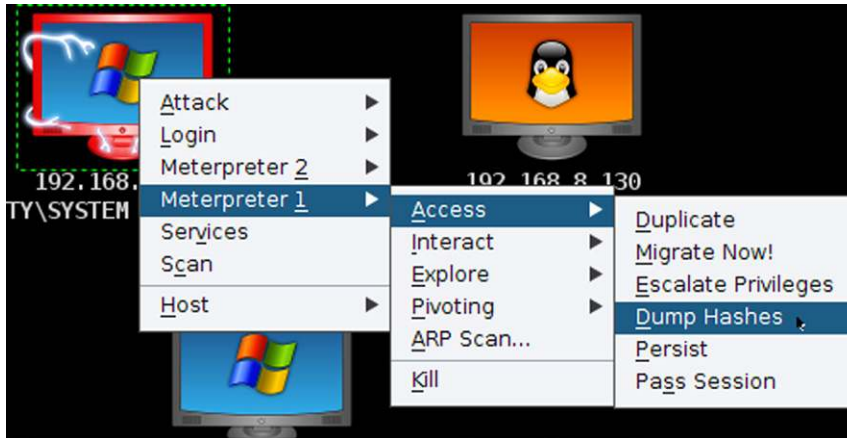 192.168.
TY\SYSTEM
192.168.8.130
Attack
Login
Meterpreter 2
Meterpreter 1
Services
Scan
Host
Access
Interact
Explore
Pivoting
ARP Scan...
Kill
Duplicate
Migrate Now!
Escalate Privileges
Dump Hashes
Persist
Pass Session